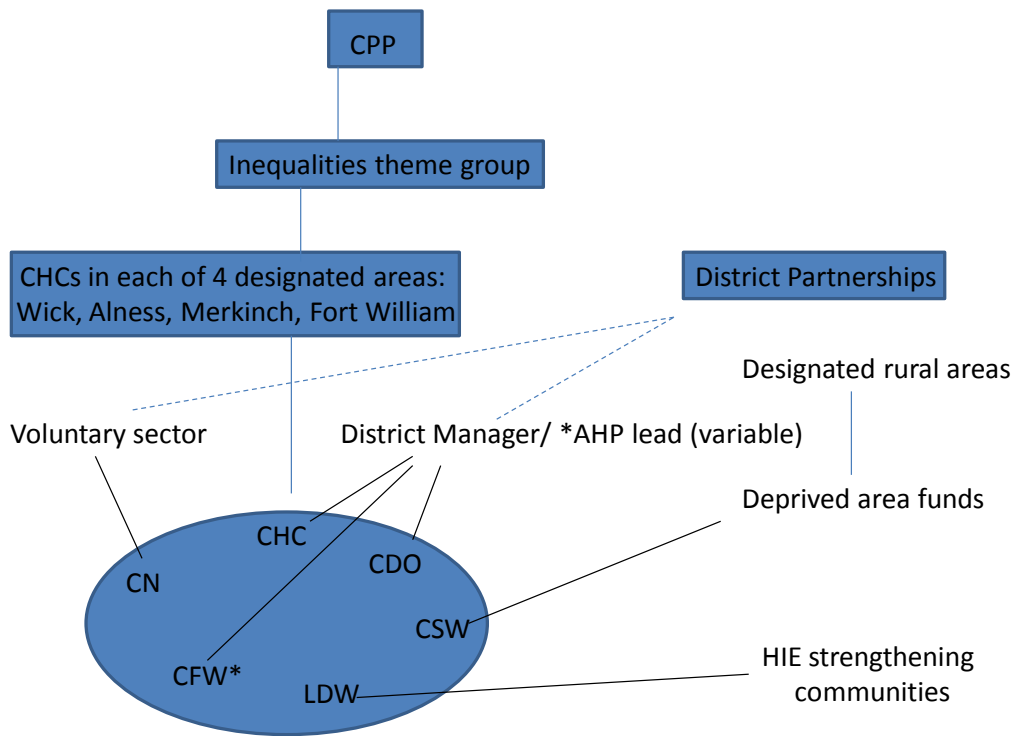 CPP
Inequalities theme group
CHCs in each of 4 designated areas:
Wick, Alness, Merkinch, Fort William
District Partnerships
Designated rural areas
Voluntary sector
District Manager/ *AHP lead (variable)
Deprived area funds
CHC
CDO
CN
CSW
CFW*
LDW
HIE strengthening
communities